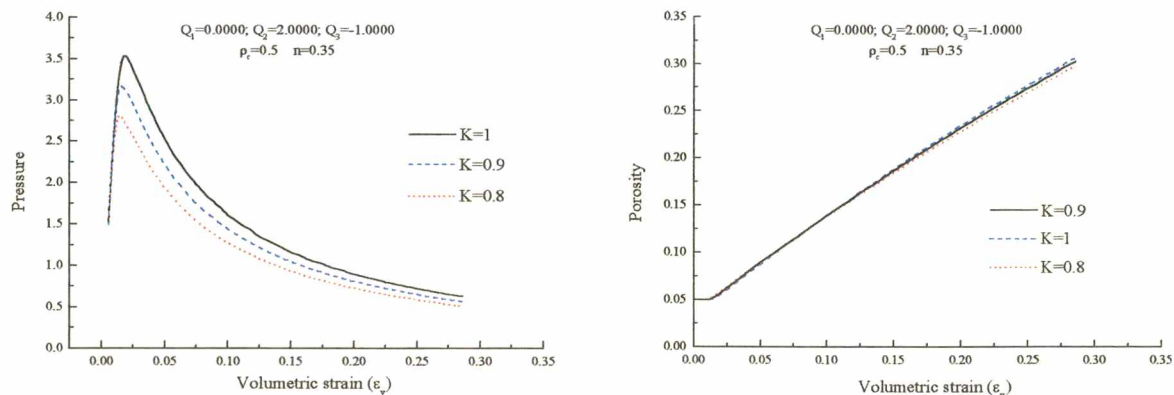 Q1=0.0000; Q2=2.0000; Q3=-1.0000
ρc=0.5 n=0.35
4.0
3.5
3.0
2.5
2.0
1.5
1.0
0.5
0.0
Pressure
K=1
K=0.9
K=0.8
0.00 0.05 0.10 0.15 0.20 0.25 0.30 0.35
Volumetric strain (εv)
Q1=0.0000; Q2=2.0000; Q3=-1.0000
ρc=0.5 n=0.35
0.35
0.30
0.25
0.20
0.15
0.10
0.05
0.00
Porosity
K=0.9
K=1
K=0.8
0.00 0.05 0.10 0.15 0.20 0.25 0.30 0.35
Volumetric strain (εv)